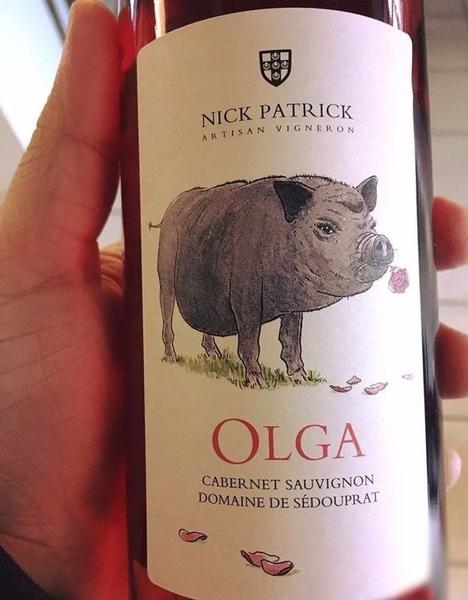 NICK PATRICK
ARTISAN VIGNERON
OLGA
CABERNET SAUVIGNON
DOMAINE DE SÉDOUPRAT